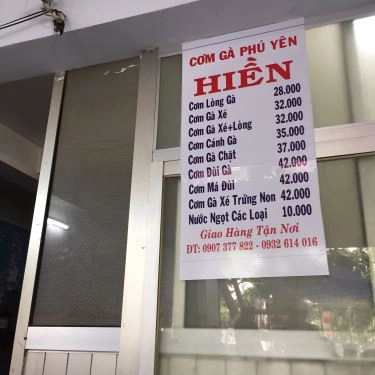 CƠM GÀ PHÚ YÊN
HIỀN
Cơm Lòng Gà 28.000
Cơm Gà Xé 32.000
Cơm Gà Xé+Lòng 32.000
Cơm Cánh Gà 35.000
Cơm Gà Chặt 37.000
Cơm Đùi Gà 42.000
Cơm Má Đùi 42.000
Cơm Gà Xé Trứng Non 42.000
Nước Ngọt Các Loại 10.000
Giao Hàng Tận Nơi
ĐT: 0907 377 822 - 0932 614 016